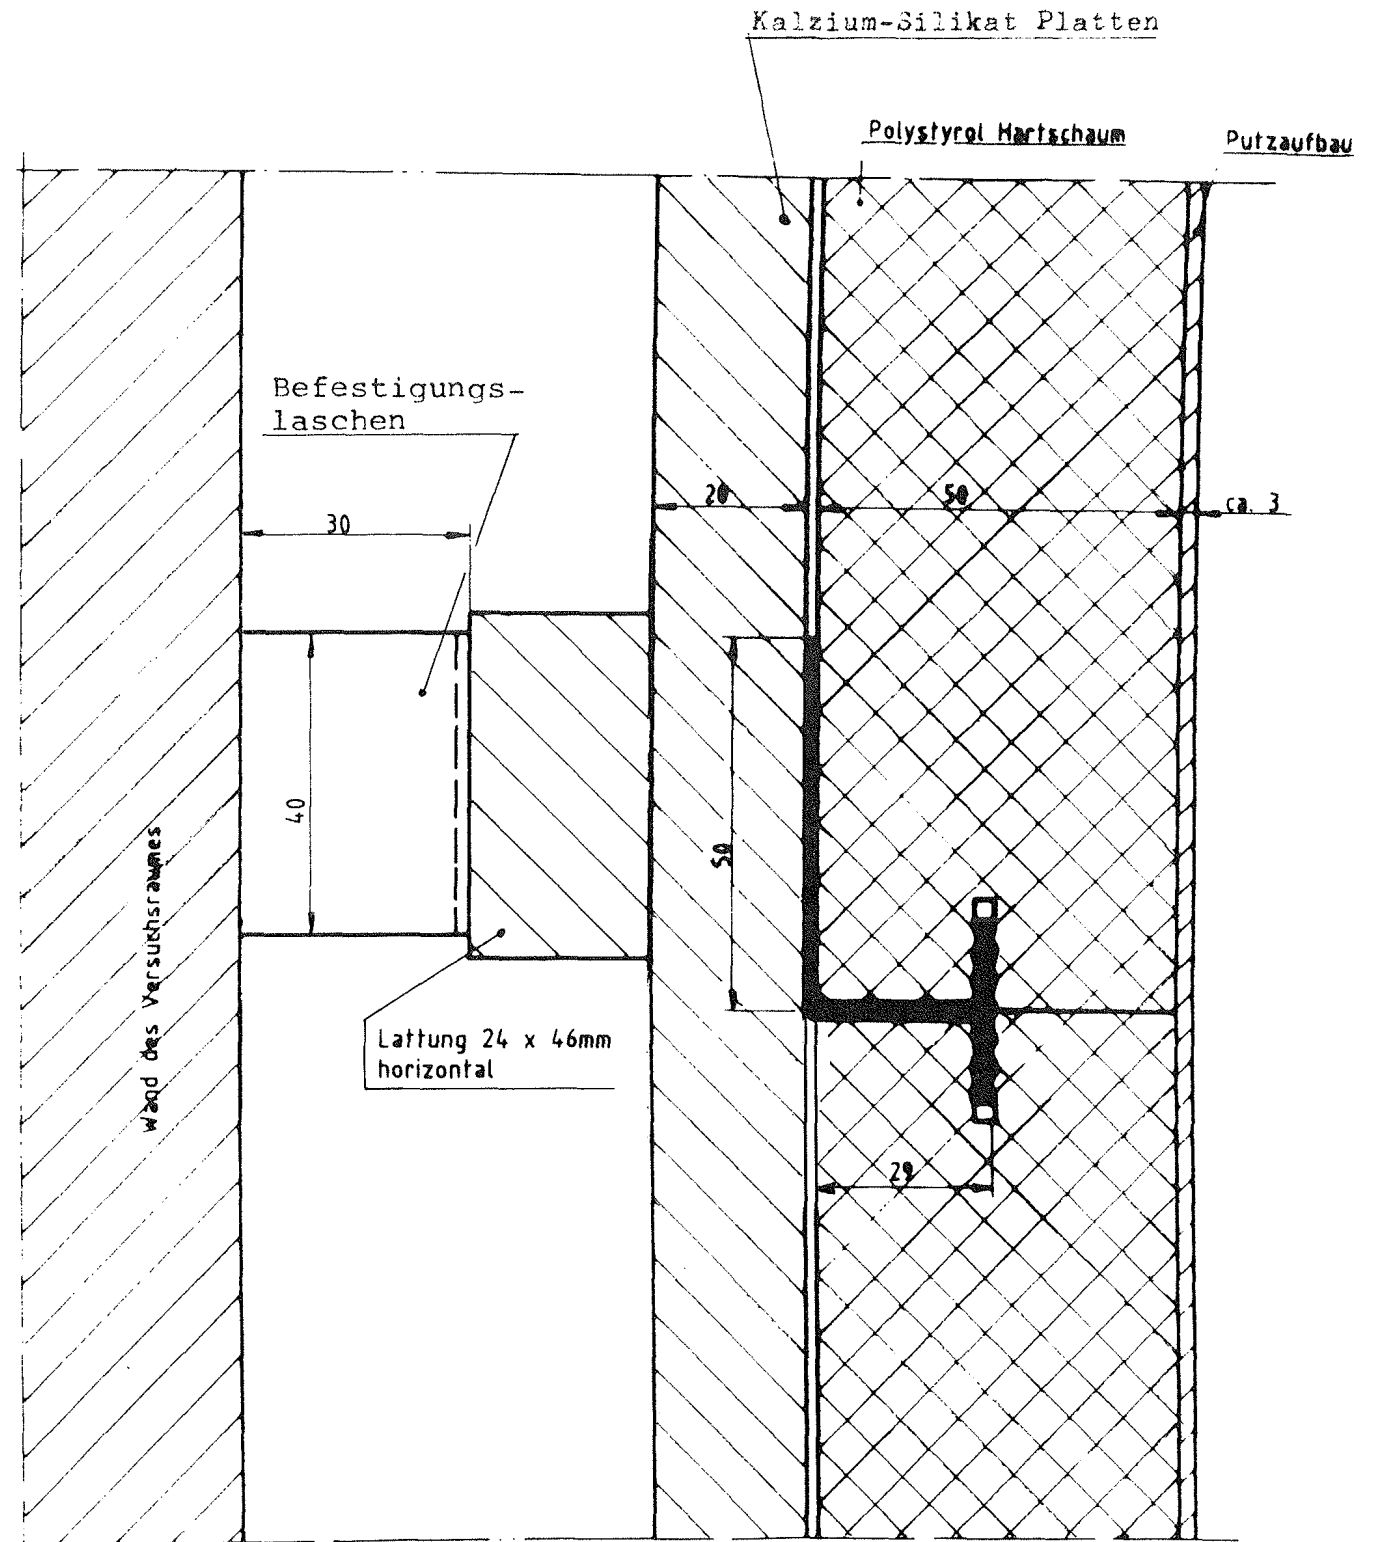 Kalzium-Silikat Platten
Polystyrol Hartschaum
Putzaufbau
Befestigungs-
laschen
20
50
ca. 3
30
40
50
Wand des Versuchsraumes
Lattung 24 x 46mm
horizontal
29